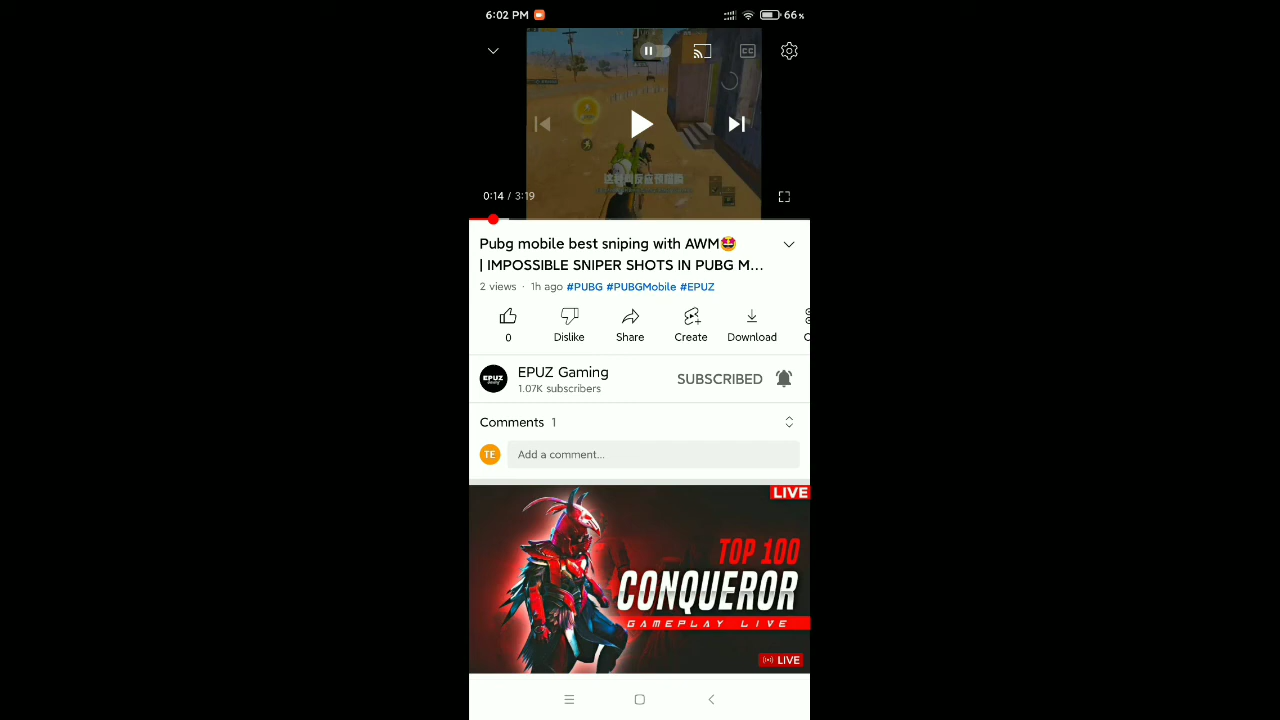 6:02 PM
66%
CC
0:14 / 3:19
Pubg mobile best sniping with AWM🤩
| IMPOSSIBLE SNIPER SHOTS IN PUBG M...
2 views · 1h ago #PUBG #PUBGMobile #EPUZ
0 Dislike Share Create Download
EPUZ
EPUZ Gaming
1.07K subscribers
SUBSCRIBED
Comments 1
TE
Add a comment...
LIVE
TOP 100
CONQUEROR
GAMEPLAY LIVE
LIVE